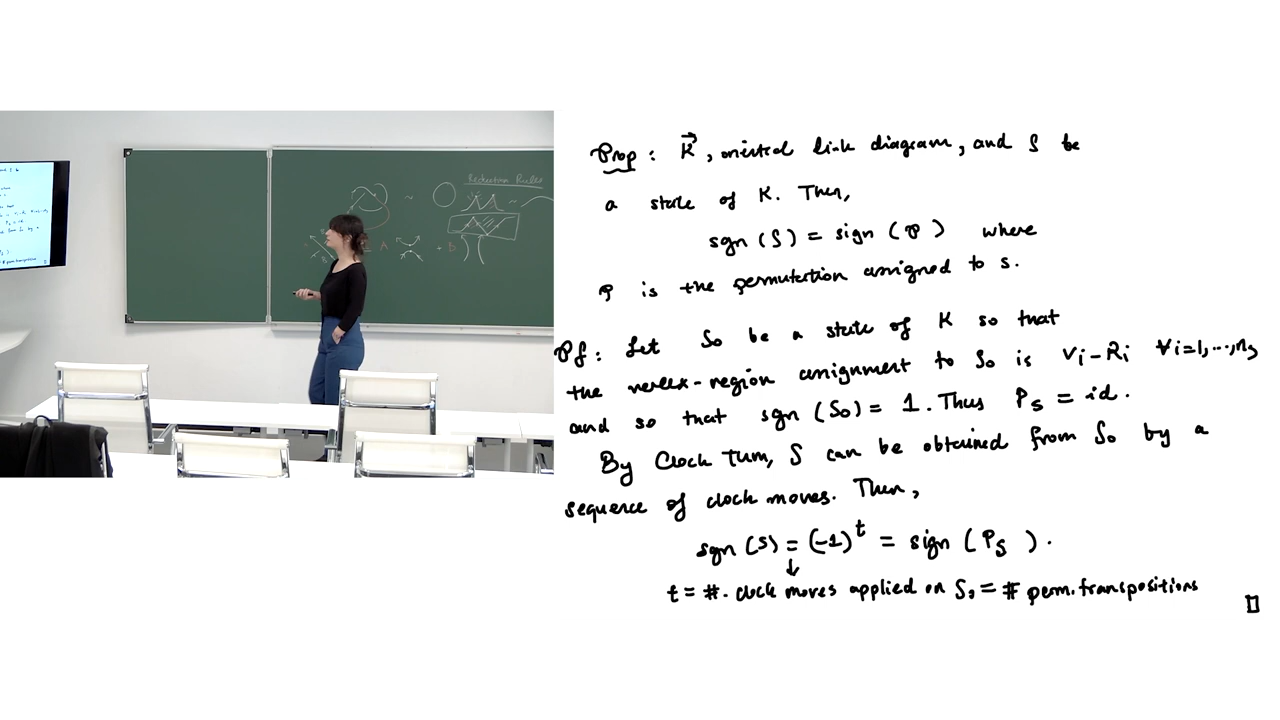 Reduction Rules
~
A
+ B
Prop: K⃗, oriented link diagram, and S be
a state of K. Then,
sgn (S) = sign (P) where
P is the permutation assigned to S.
Pf: Let S₀ be a state of K so that
the vertex-region assignment to S₀ is vᵢ-Rᵢ ∀i=1,...,n,
and so that sgn (S₀) = 1. Thus P_S = id.
By Clock Thm, S can be obtained from S₀ by a
sequence of clock moves. Then,
sgn (S) = (-1)^t = sign (P_S).
↓
t = #. clock moves applied on S₀ = # perm. transpositions
□